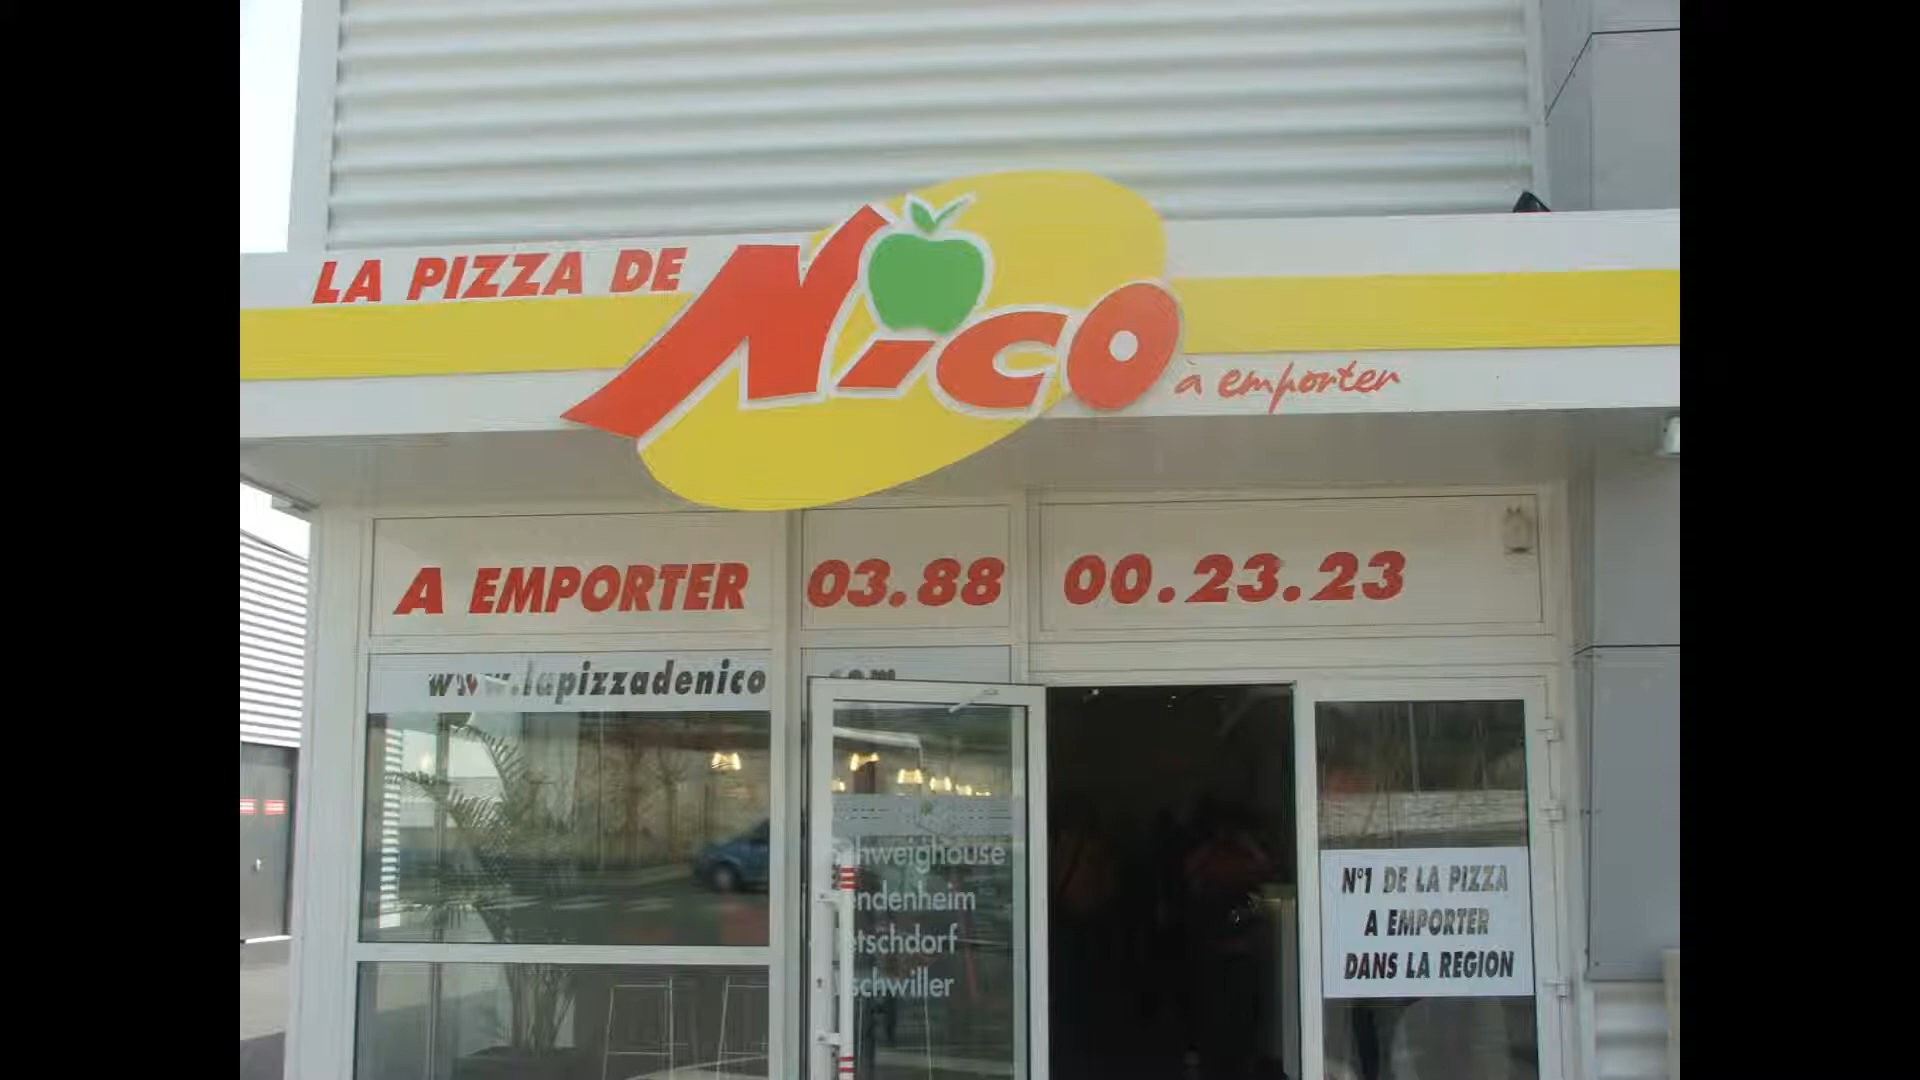 LA PIZZA DE Nico
à emporter
A EMPORTER 03.88 00.23.23
www.lapizzadenico .com
N°1 DE LA PIZZA
A EMPORTER
DANS LA REGION